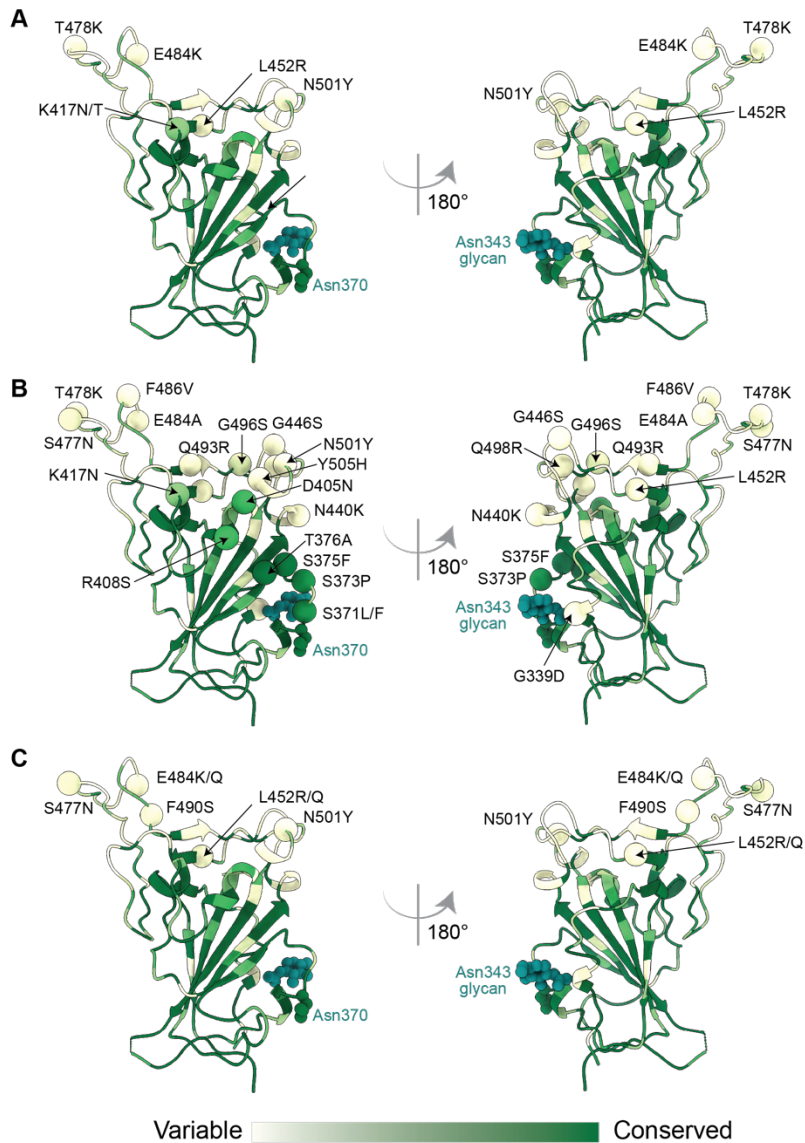 A
T478K
E484K
L452R
K417N/T
N501Y
180°
Asn370
E484K
T478K
N501Y
L452R
Asn343
glycan
B
T478K
F486V
S477N
E484A
G496S
G446S
Q493R
N501Y
Y505H
K417N
D405N
N440K
T376A
R408S
S375F
S373P
S371L/F
Asn370
180°
F486V
T478K
G446S
G496S
E484A
S477N
Q498R
Q493R
L452R
N440K
S375F
S373P
Asn343
glycan
G339D
C
S477N
E484K/Q
F490S
L452R/Q
N501Y
180°
Asn370
E484K/Q
F490S
S477N
N501Y
L452R/Q
Asn343
glycan
Variable Conserved